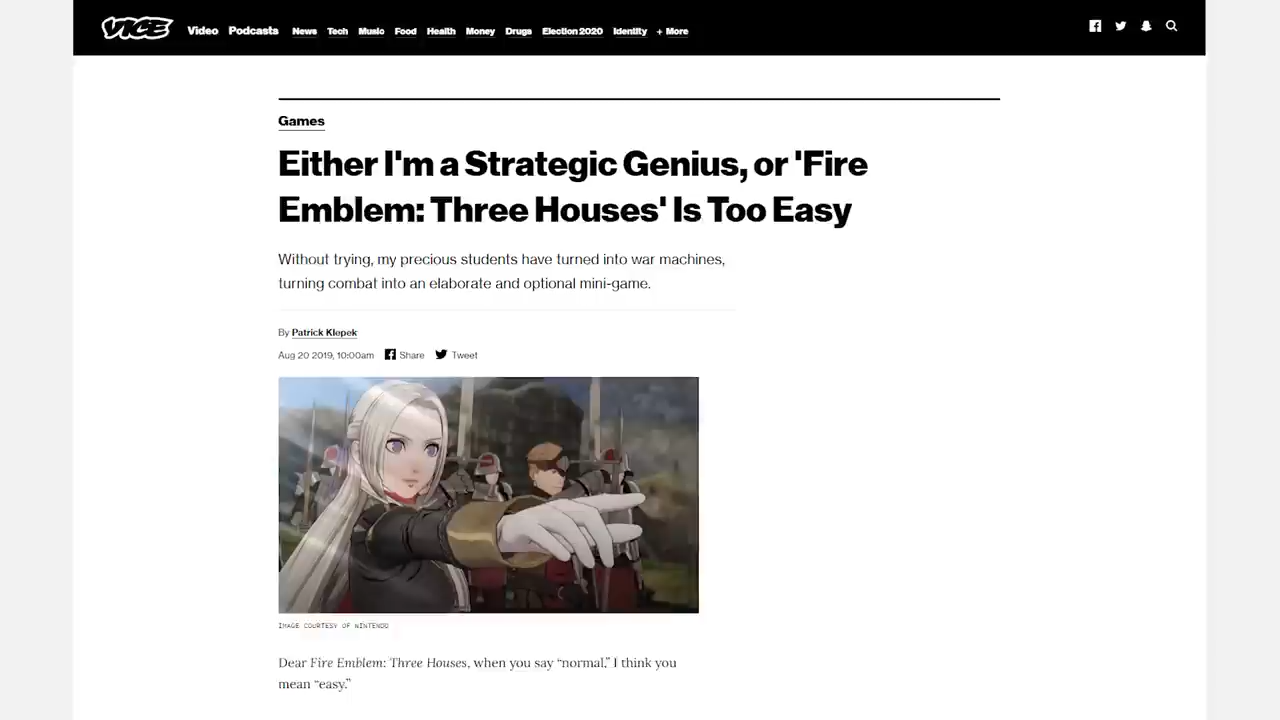 VICE Video Podcasts News Tech Music Food Health Money Drugs Election 2020 Identity + More
Games
Either I'm a Strategic Genius, or 'Fire
Emblem: Three Houses' Is Too Easy
Without trying, my precious students have turned into war machines,
turning combat into an elaborate and optional mini-game.
By Patrick Klepek
Aug 20 2019, 10:00am Share Tweet
IMAGE COURTESY OF NINTENDO
Dear Fire Emblem: Three Houses, when you say “normal,” I think you
mean “easy.”